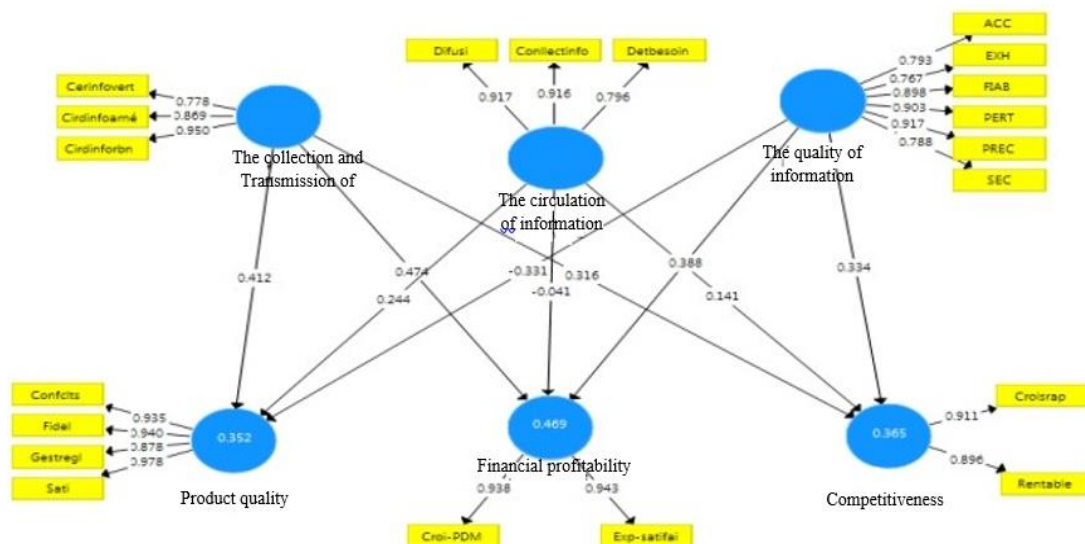 ACC
Difusi
Conllectinfo
Detbesoin
0.793
EXH
Cerinfovert
0.778
0.767
FIAB
0.917
0.916
0.796
0.898
Cirdinfoamé
0.869
0.903
PERT
0.950
0.917
PREC
Cirdinforbn
0.788
The collection and
Transmission of
The quality of
information
SEC
The circulation
of information
0.412
0.474
-0.331
0.316
0.388
0.334
0.244
-0.041
0.141
Confclts
0.935
Fidel
0.940
0.352
0.469
0.365
0.911
Croisrap
Gestregl
0.878
0.978
Sati
Financial profitability
0.896
Rentable
Product quality
0.938
0.943
Competitiveness
Croi-PDM
Exp-satifai